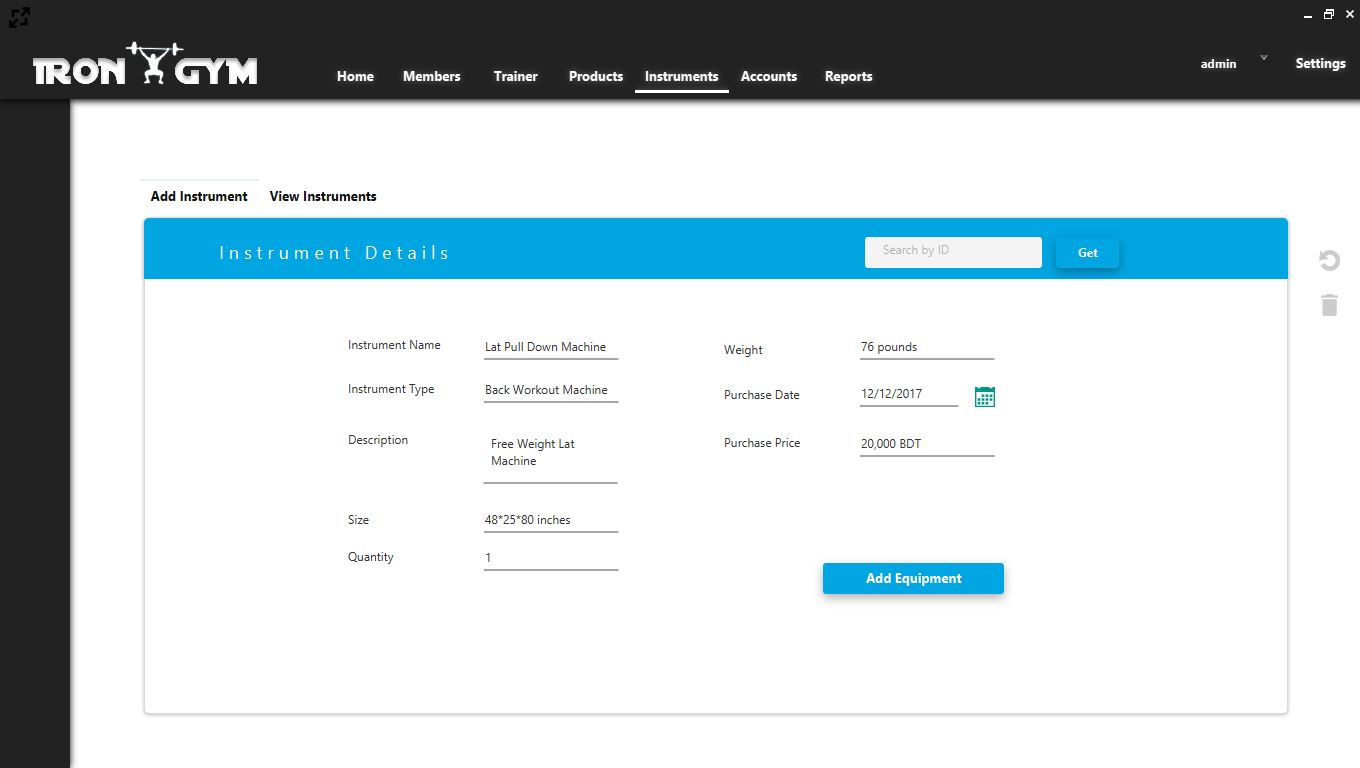 IRON GYM
Home Members Trainer Products Instruments Accounts Reports
admin Settings
Add Instrument View Instruments
Instrument Details
Search by ID
Get
Instrument Name Lat Pull Down Machine
Weight 76 pounds
Instrument Type Back Workout Machine
Purchase Date 12/12/2017
Description Free Weight Lat
Machine
Purchase Price 20,000 BDT
Size 48*25*80 inches
Quantity 1
Add Equipment